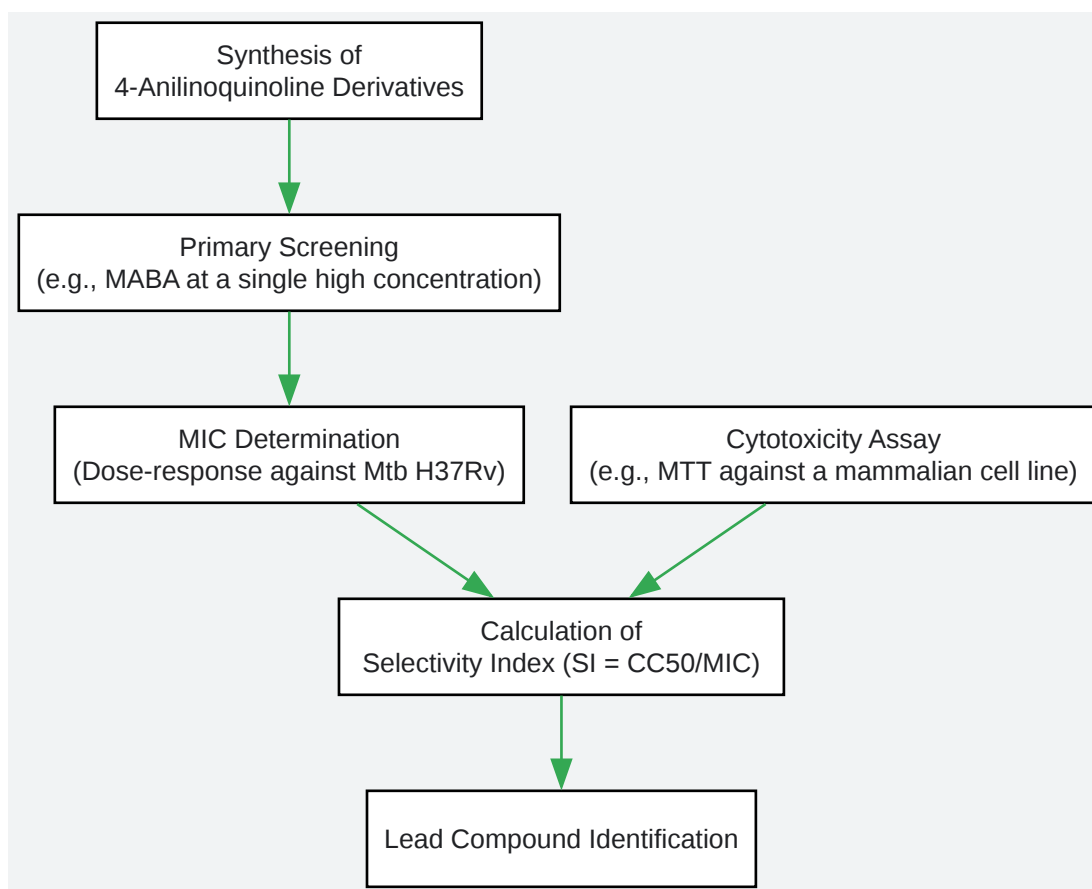 Synthesis of
4-Anilinoquinoline Derivatives
Primary Screening
(e.g., MABA at a single high concentration)
MIC Determination
(Dose-response against Mtb H37Rv)
Cytotoxicity Assay
(e.g., MTT against a mammalian cell line)
Calculation of
Selectivity Index (SI = CC50/MIC)
Lead Compound Identification